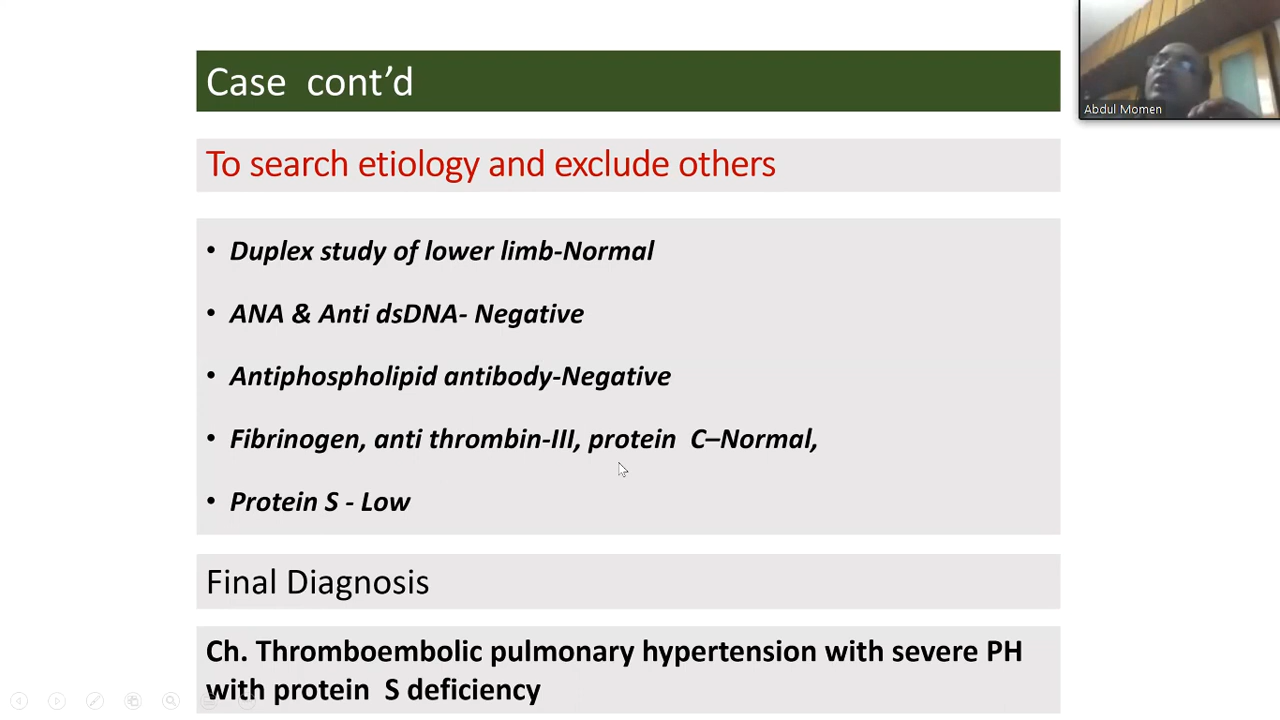 Case cont’d
Abdul Momen
To search etiology and exclude others
• Duplex study of lower limb-Normal
• ANA & Anti dsDNA- Negative
• Antiphospholipid antibody-Negative
• Fibrinogen, anti thrombin-III, protein C–Normal,
• Protein S - Low
Final Diagnosis
Ch. Thromboembolic pulmonary hypertension with severe PH
with protein S deficiency